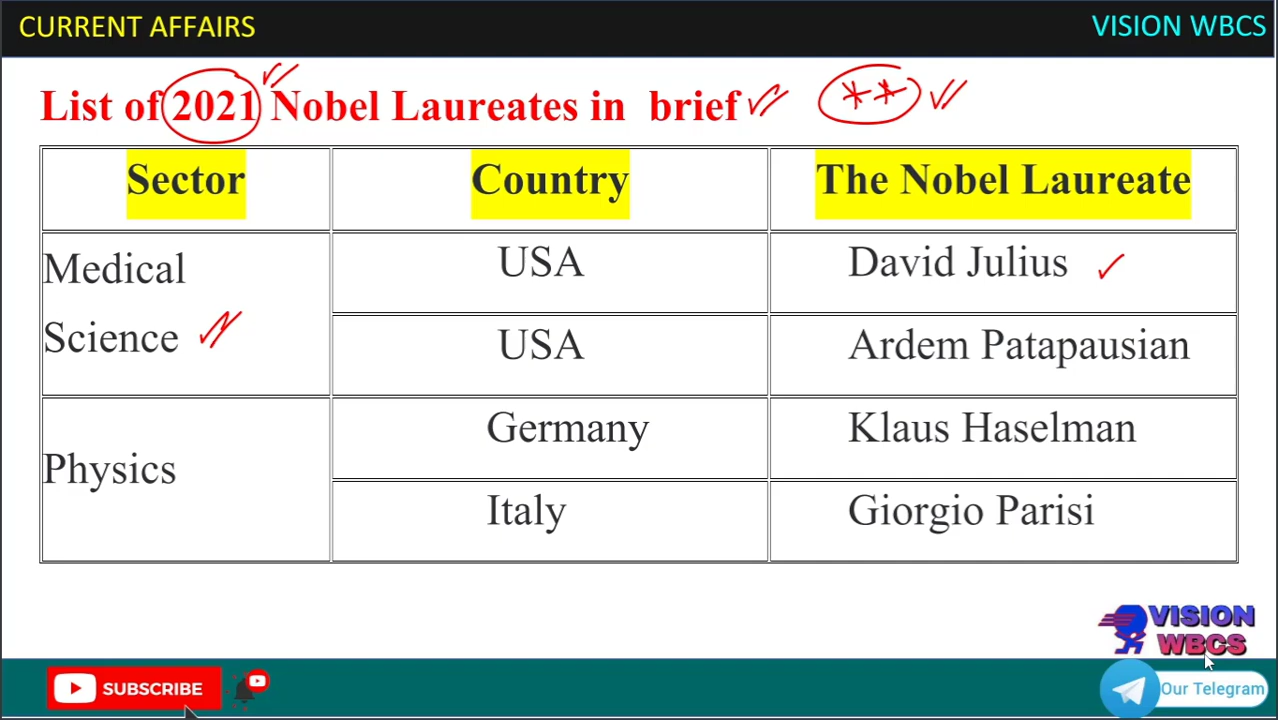 CURRENT AFFAIRS
VISION WBCS
List of 2021 Nobel Laureates in brief **
Sector Country The Nobel Laureate
Medical
Science
USA David Julius
USA Ardem Patapausian
Physics
Germany Klaus Haselman
Italy Giorgio Parisi
VISION
WBCS
SUBSCRIBE
Our Telegram